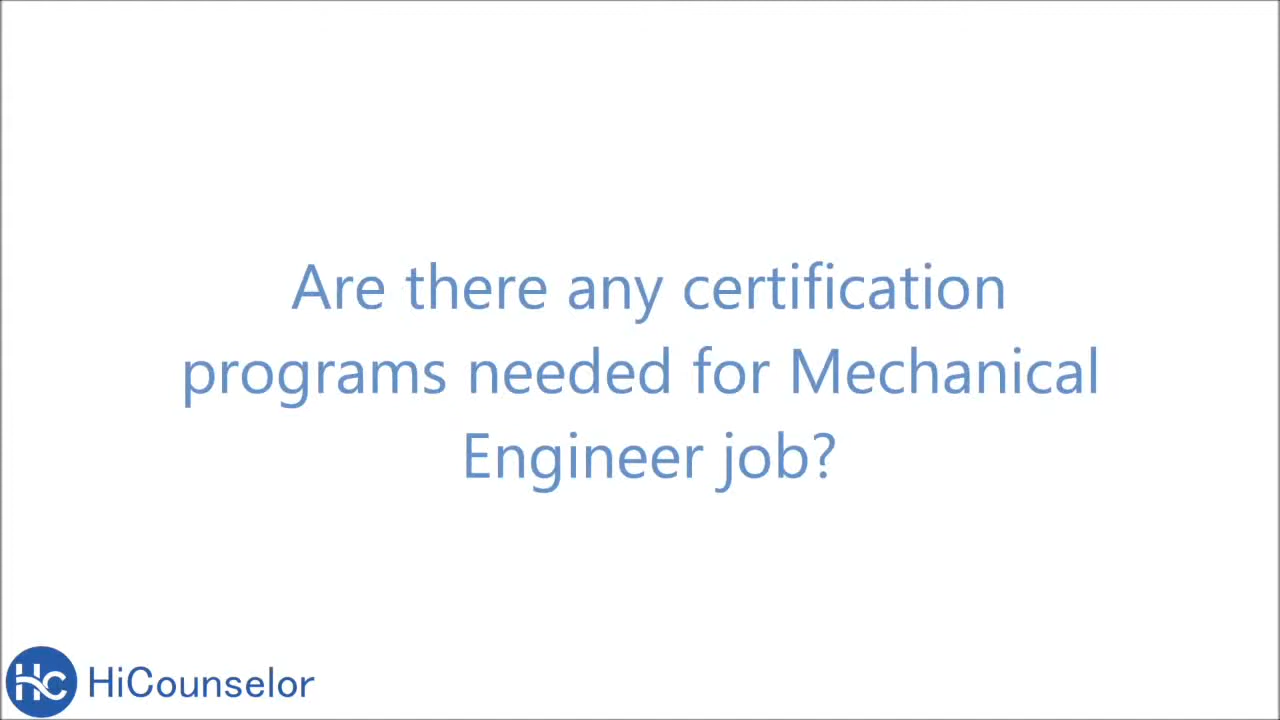 Are there any certification
programs needed for Mechanical
Engineer job?
HC HiCounselor